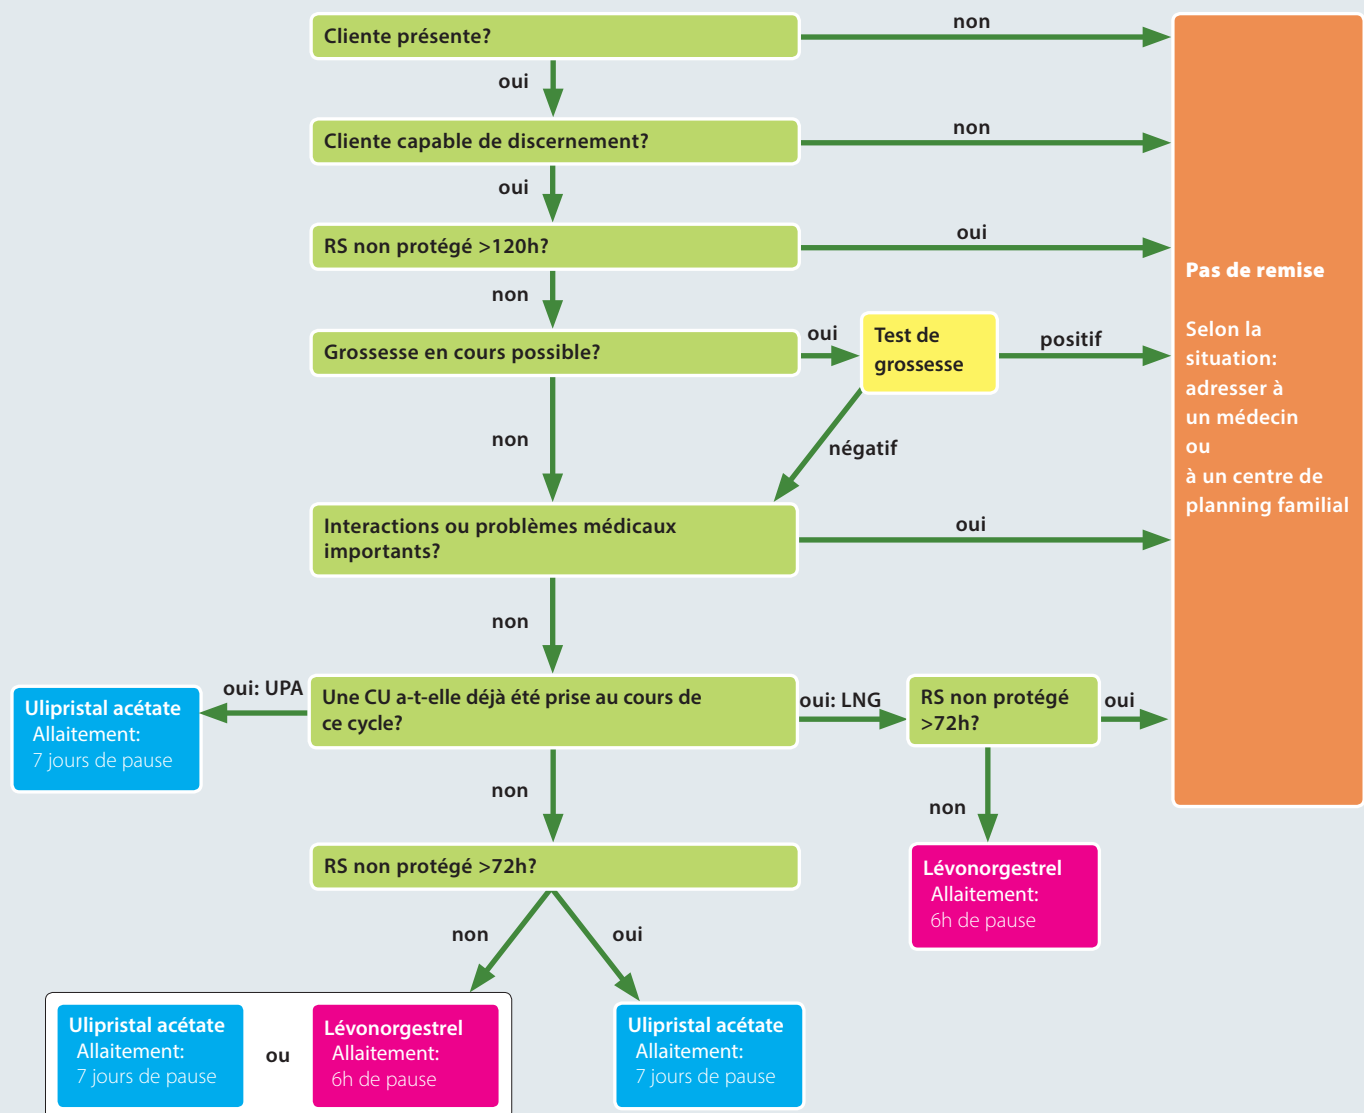 Cliente présente?
non
oui
Cliente capable de discernement?
non
oui
RS non protégé >120h?
oui
non
Grossesse en cours possible?
oui
Test de
grossesse
positif
négatif
non
Pas de remise
Selon la
situation:
adresser à
un médecin
ou
à un centre de
planning familial
Interactions ou problèmes médicaux
importants?
oui
non
Une CU a-t-elle déjà été prise au cours de
ce cycle?
oui: UPA
Ulipristal acétate
Allaitement:
7 jours de pause
oui: LNG
RS non protégé
>72h?
oui
non
Lévonorgestrel
Allaitement:
6h de pause
non
RS non protégé >72h?
non
oui
Ulipristal acétate
Allaitement:
7 jours de pause
ou
Lévonorgestrel
Allaitement:
6h de pause
Ulipristal acétate
Allaitement:
7 jours de pause